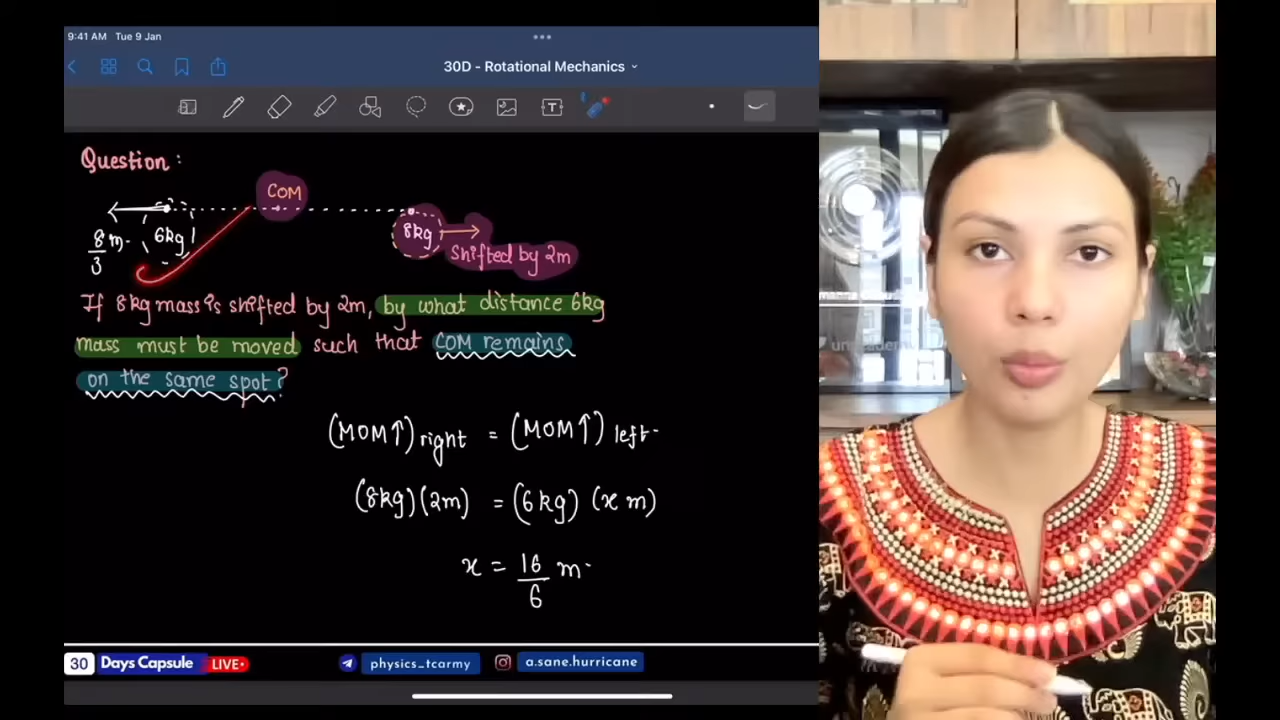 9:41 AM Tue 9 Jan
30D - Rotational Mechanics
T
Question :
COM
8/3 m.
6kg
8kg
shifted by 2m
If 8kg mass is shifted by 2m, by what distance 6kg
mass must be moved such that COM remains
on the same spot?
(MOM↑) right = (MOM↑) left.
(8kg)(2m) = (6kg) (x m)
x = 16/6 m.
30 Days Capsule LIVE
physics_tcarmy
a.sane.hurricane